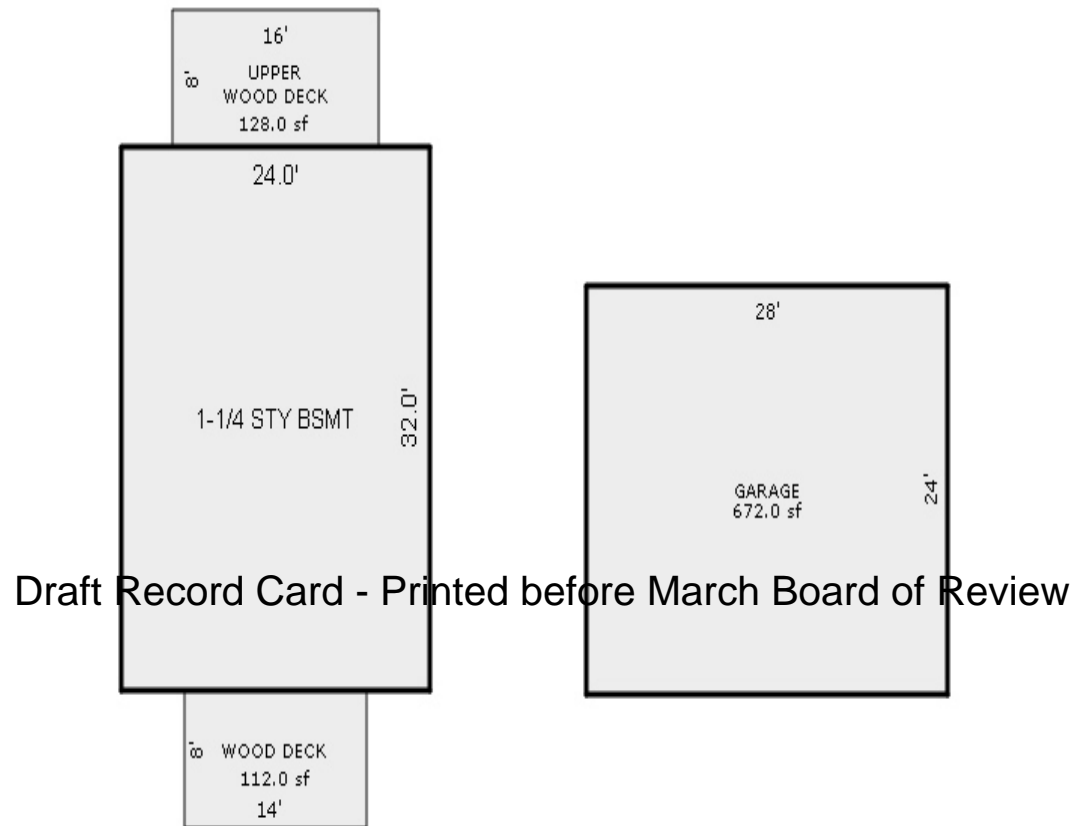 16'
8'
UPPER
WOOD DECK
128.0 sf
24.0'
32.0'
1-1/4 STY BSMT
28'
24'
GARAGE
672.0 sf
Draft Record Card - Printed before March Board of Review
8'
WOOD DECK
112.0 sf
14'